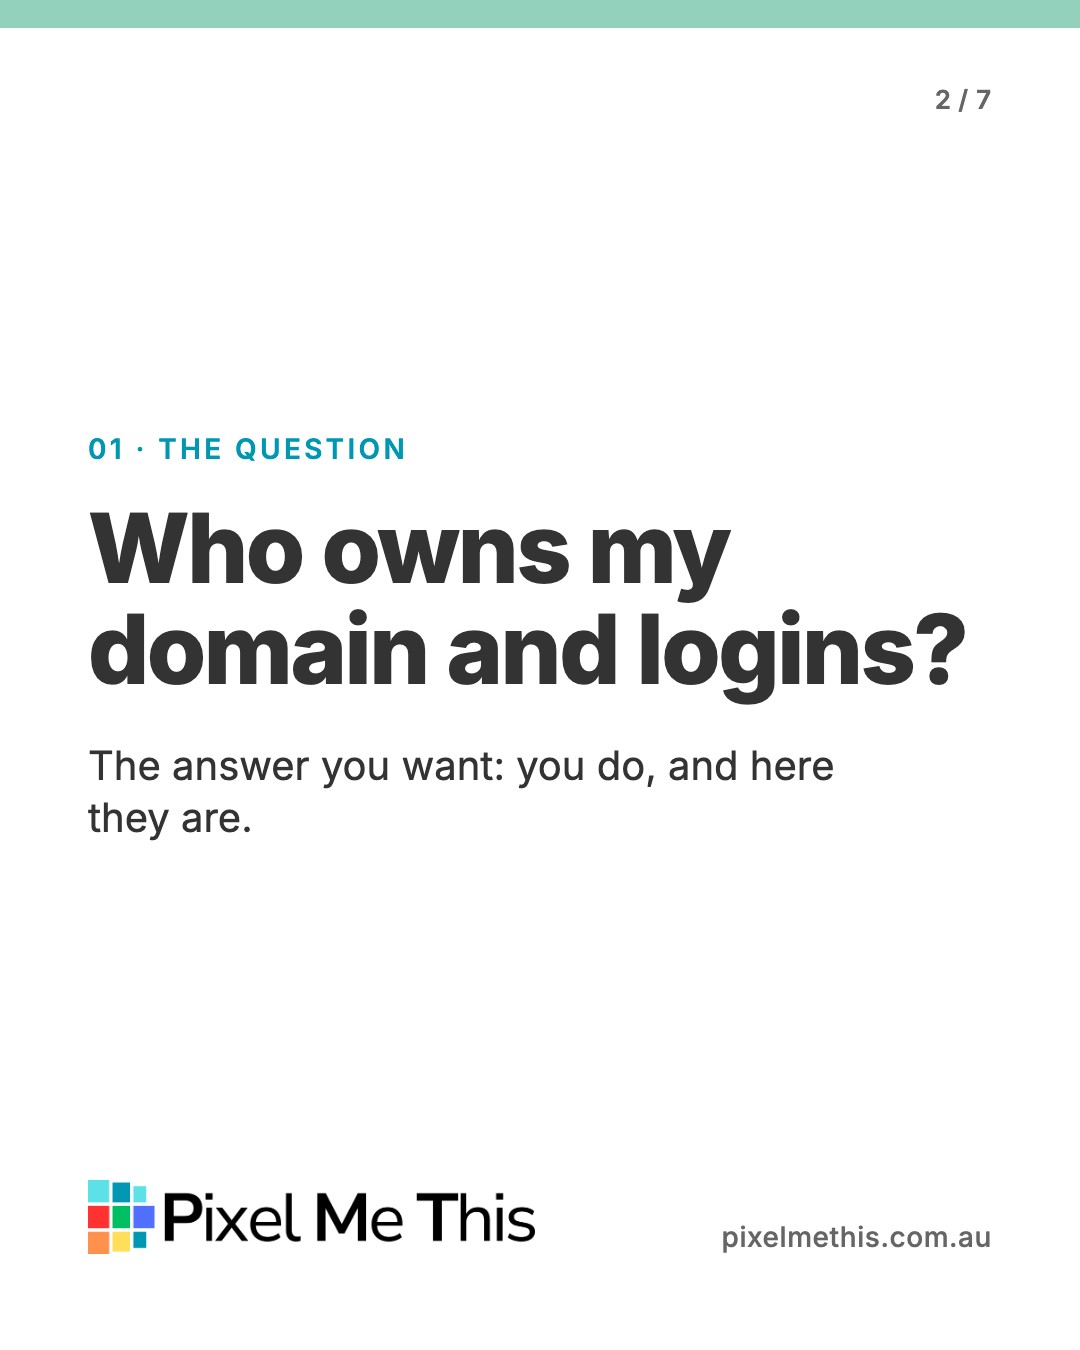 2 / 7
01 · THE QUESTION
Who owns my
domain and logins?
The answer you want: you do, and here
they are.
Pixel Me This
pixelmethis.com.au